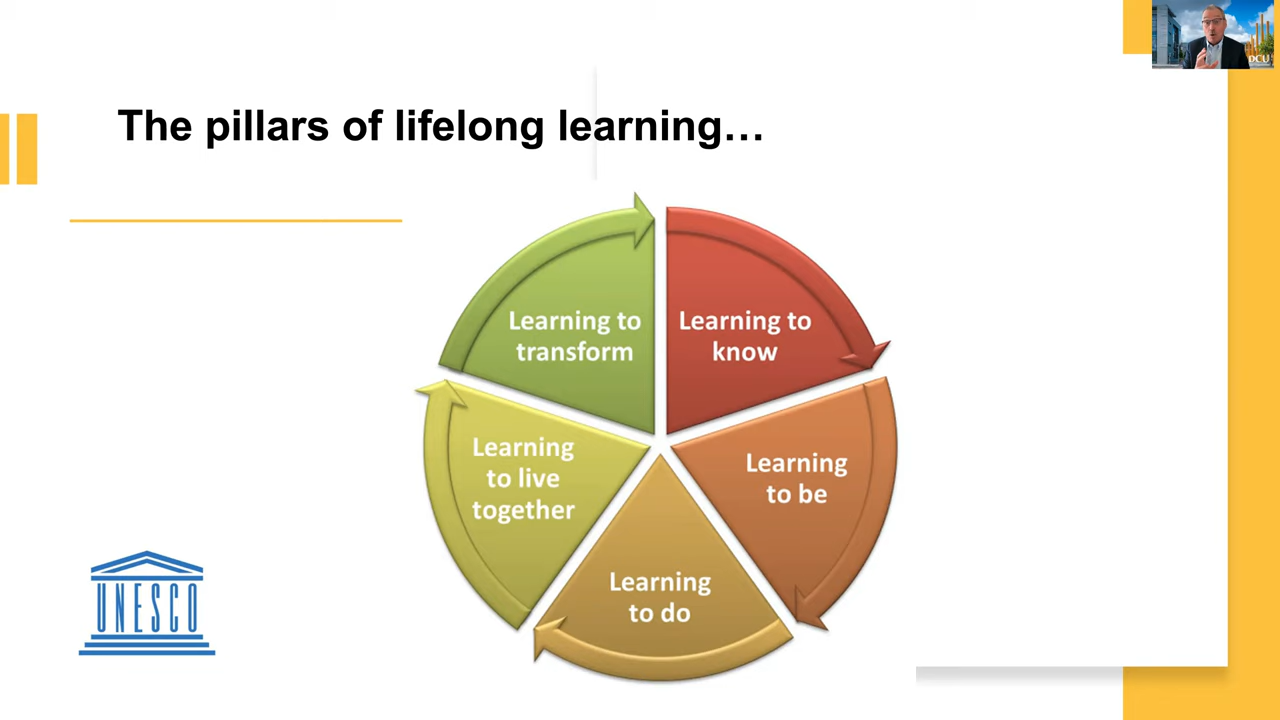 DCU
The pillars of lifelong learning…
Learning to
transform
Learning to
know
Learning
to be
Learning
to do
Learning
to live
together
UNESCO